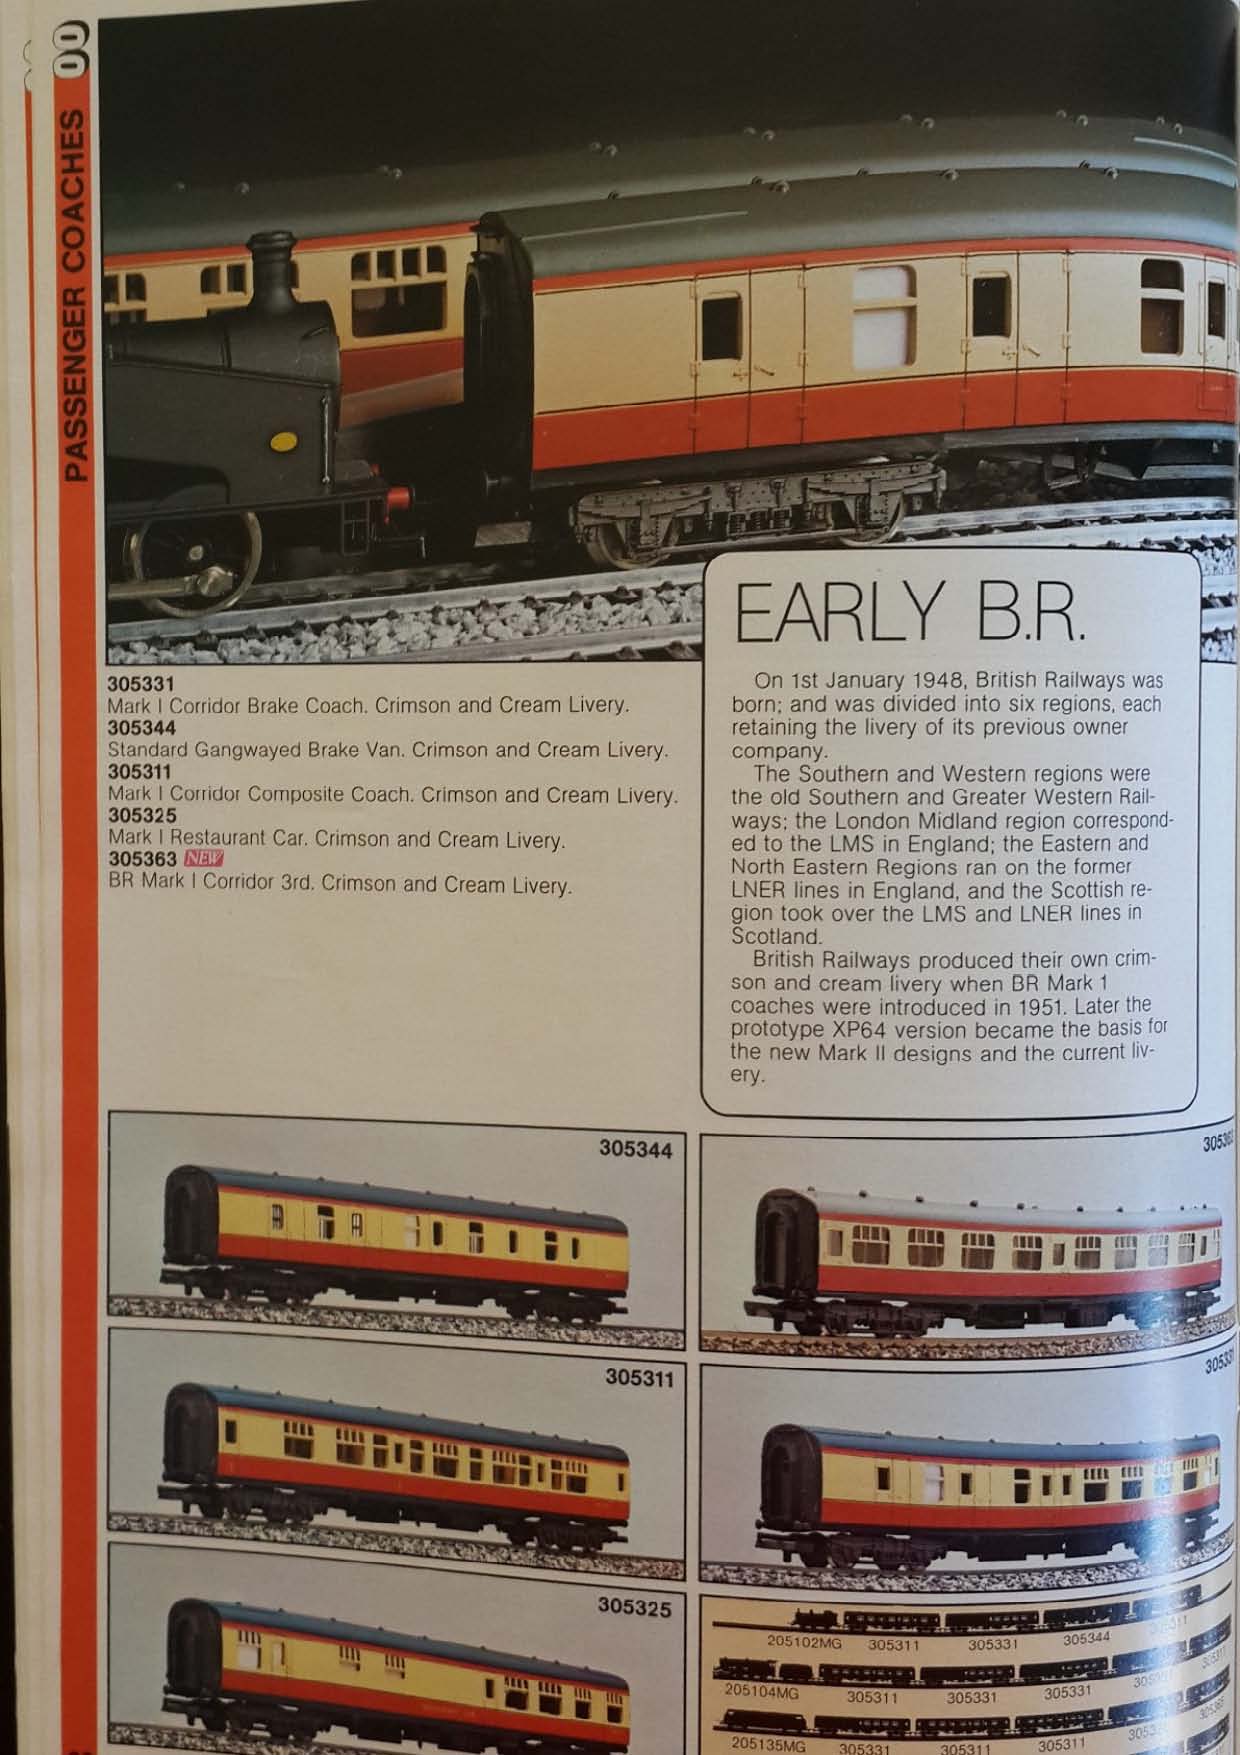 PASSENGER COACHES 00
305331
Mark I Corridor Brake Coach. Crimson and Cream Livery.
305344
Standard Gangwayed Brake Van. Crimson and Cream Livery.
305311
Mark I Corridor Composite Coach. Crimson and Cream Livery.
305325
Mark I Restaurant Car. Crimson and Cream Livery.
305363 NEW
BR Mark I Corridor 3rd. Crimson and Cream Livery.
EARLY B.R.
On 1st January 1948, British Railways was
born; and was divided into six regions, each
retaining the livery of its previous owner
company.
The Southern and Western regions were
the old Southern and Greater Western Rail-
ways; the London Midland region correspond-
ed to the LMS in England; the Eastern and
North Eastern Regions ran on the former
LNER lines in England, and the Scottish re-
gion took over the LMS and LNER lines in
Scotland.
British Railways produced their own crim-
son and cream livery when BR Mark 1
coaches were introduced in 1951. Later the
prototype XP64 version became the basis for
the new Mark II designs and the current liv-
ery.
305344
305363
305311
305331
305325
205102MG 305311 305331 305344
205104MG 305311 305331 305331
205135MG 305331 305311